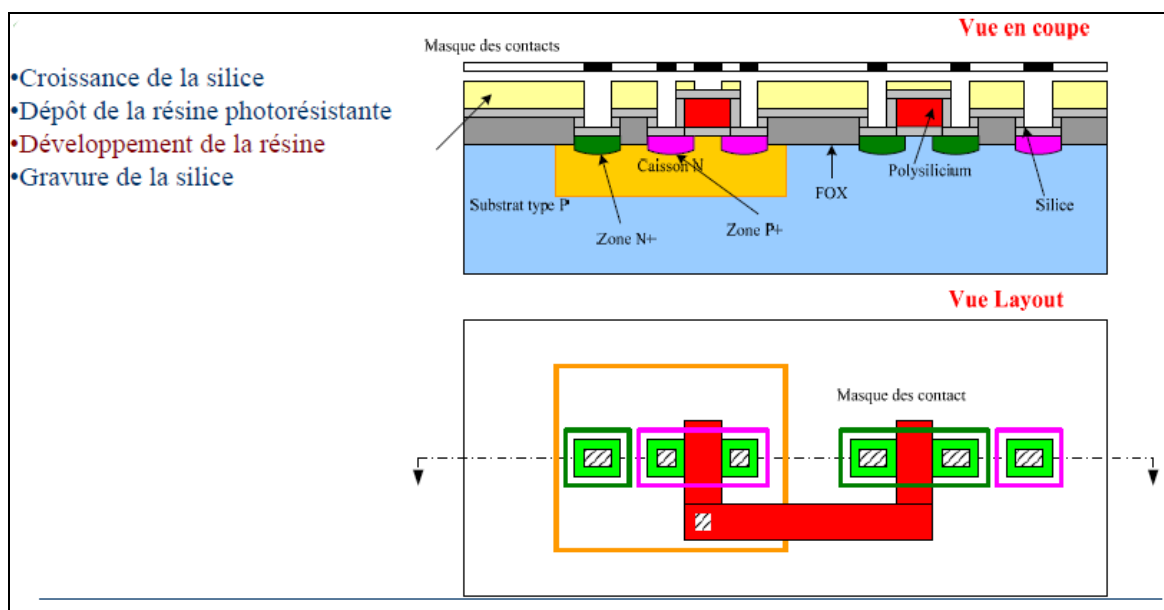 Vue en coupe
Masque des contacts
•Croissance de la silice
•Dépôt de la résine photorésistante
•Développement de la résine
•Gravure de la silice
Caisson N
Polysilicium
FOX
Substrat type P
Silice
Zone N+
Zone P+
Vue Layout
Masque des contact